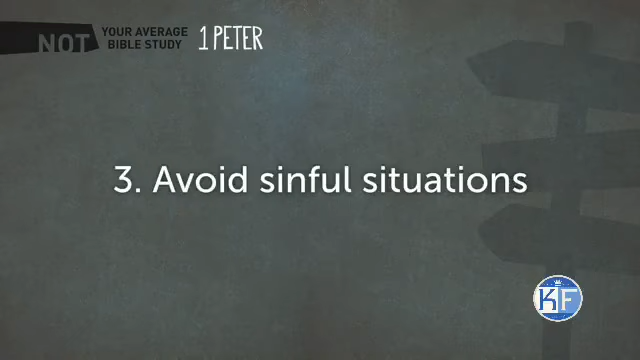 NOT YOUR AVERAGE
BIBLE STUDY
1 PETER
3. Avoid sinful situations
KF